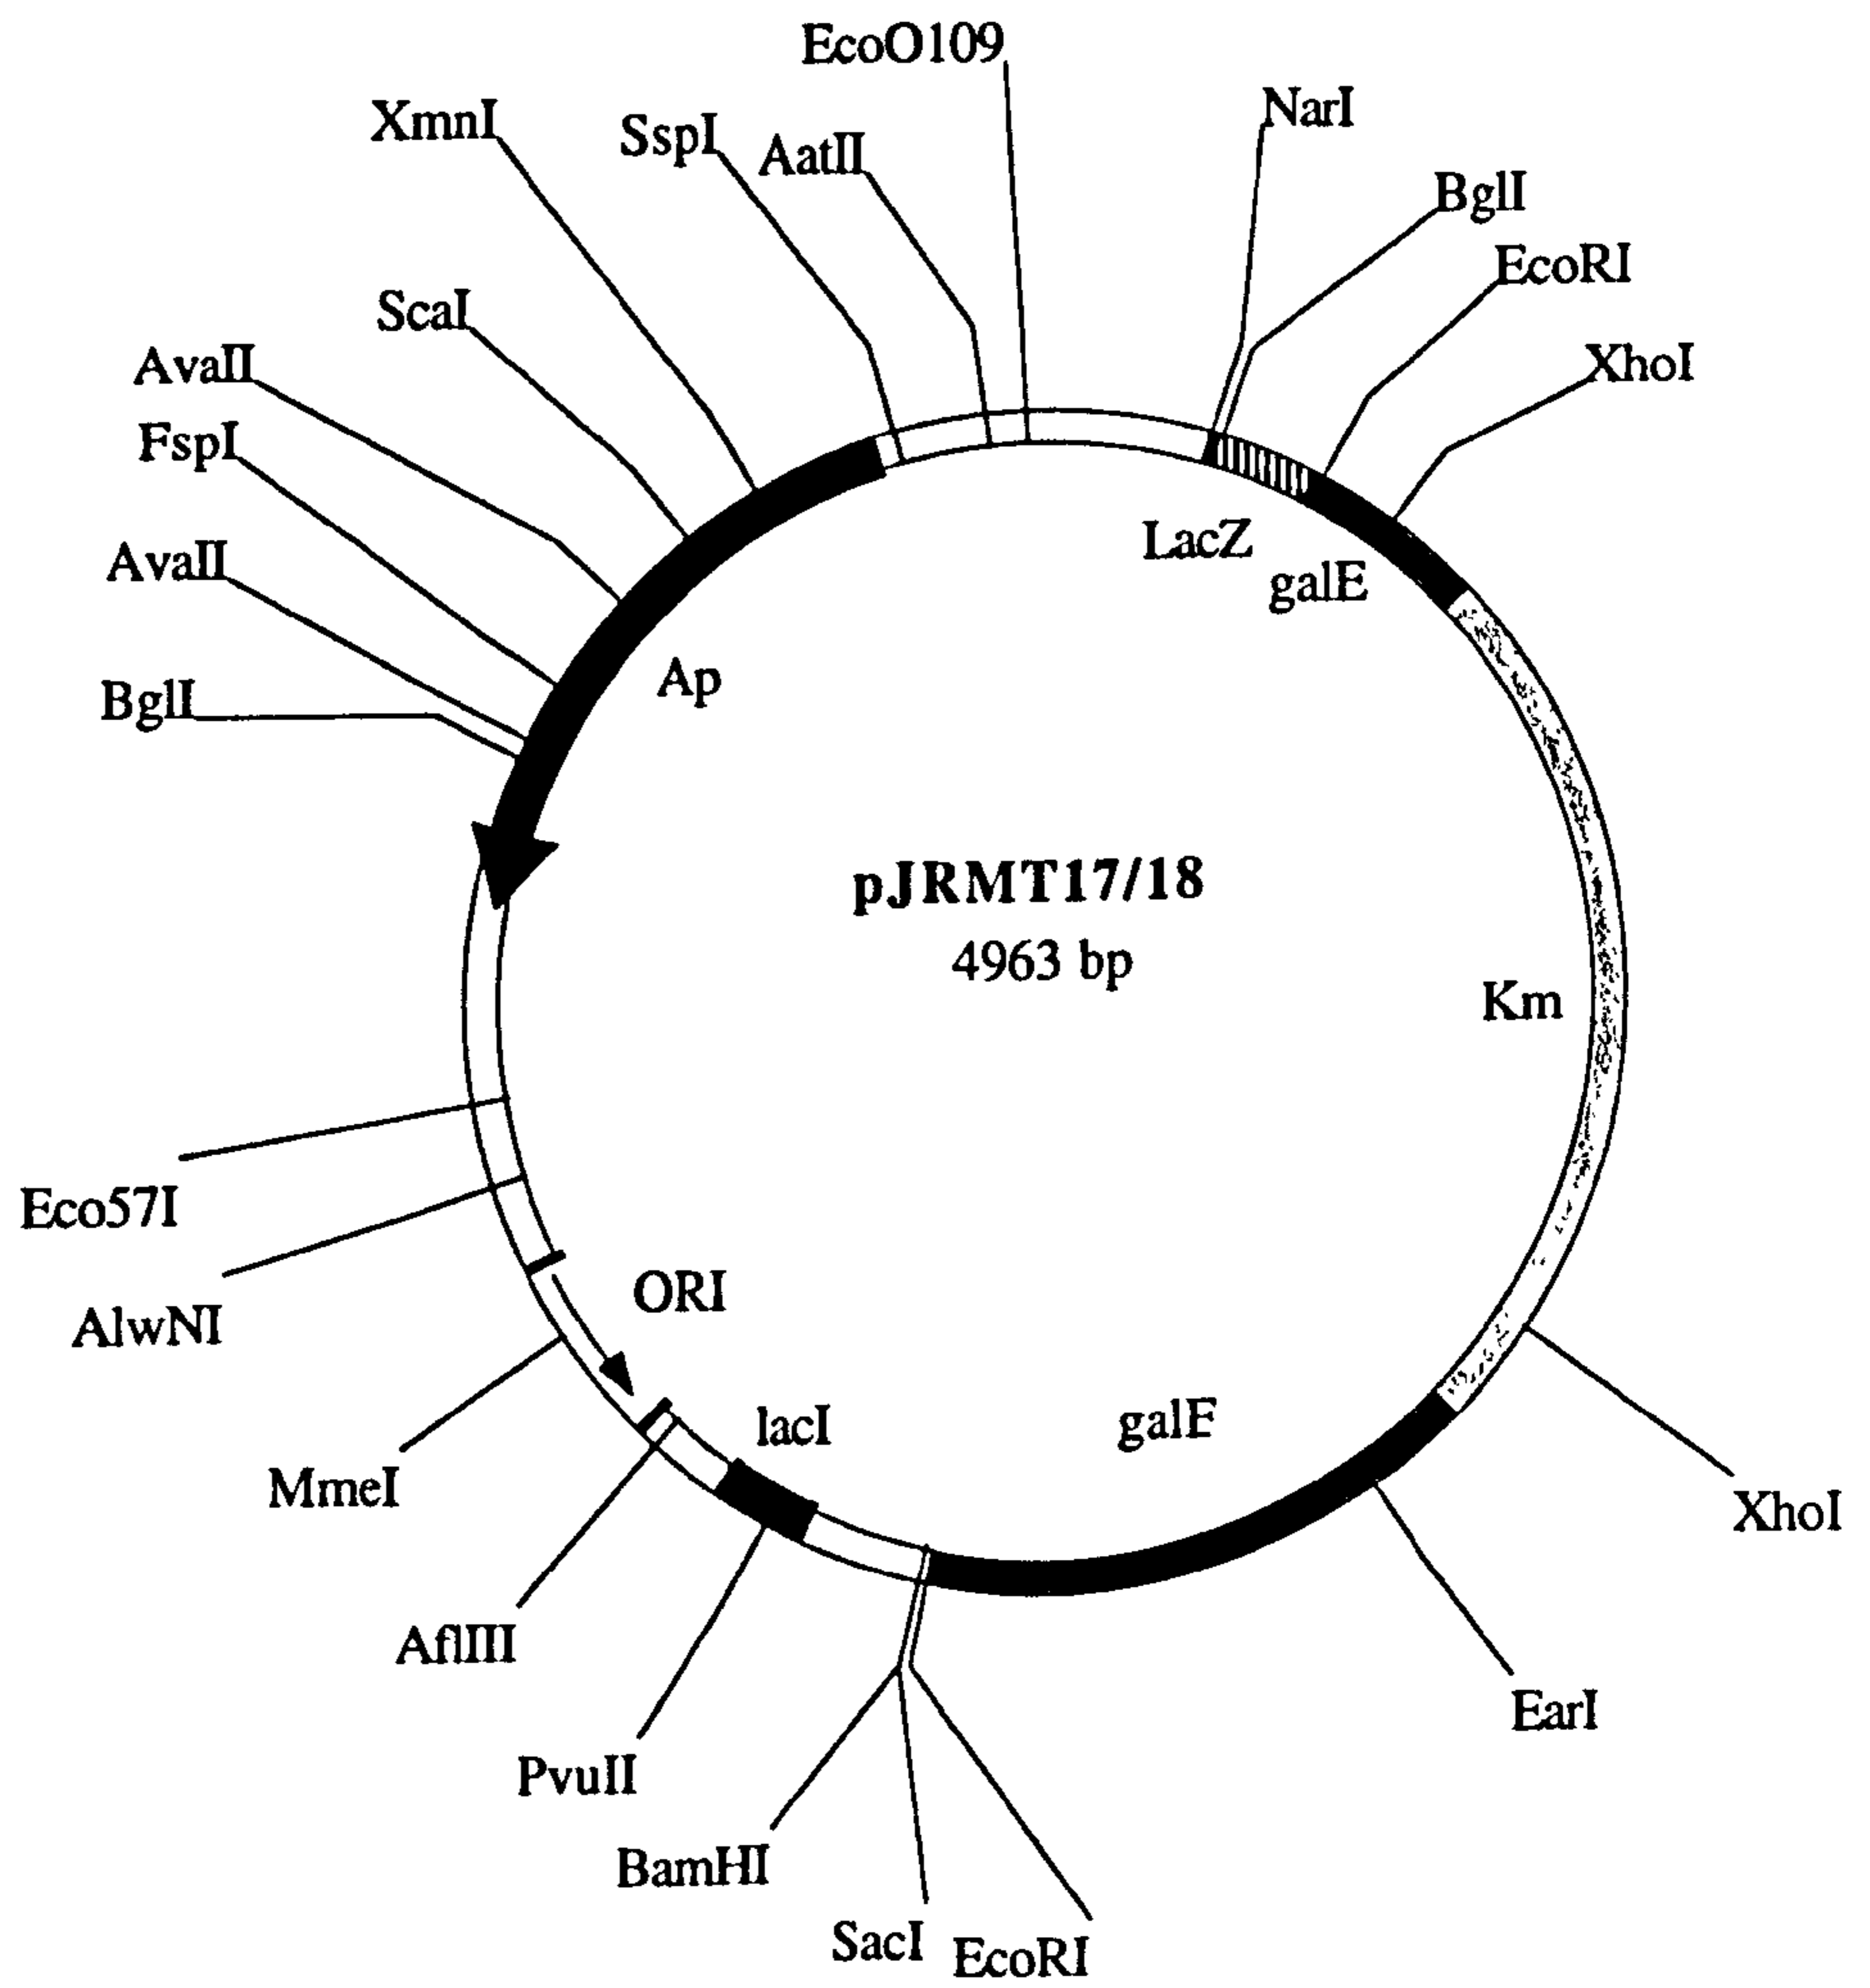 EcoO109
NarI
XmnI
SspI
AatII
BglI
EcoRI
ScaI
XhoI
AvaII
FspI
LacZ
galE
AvaII
Ap
BglI
pJRMT17/18
4963 bp
Km
Eco57I
ORI
AlwNI
galE
lacI
MmeI
XhoI
AflIII
EarI
PvuII
BamHI
SacI
EcoRI